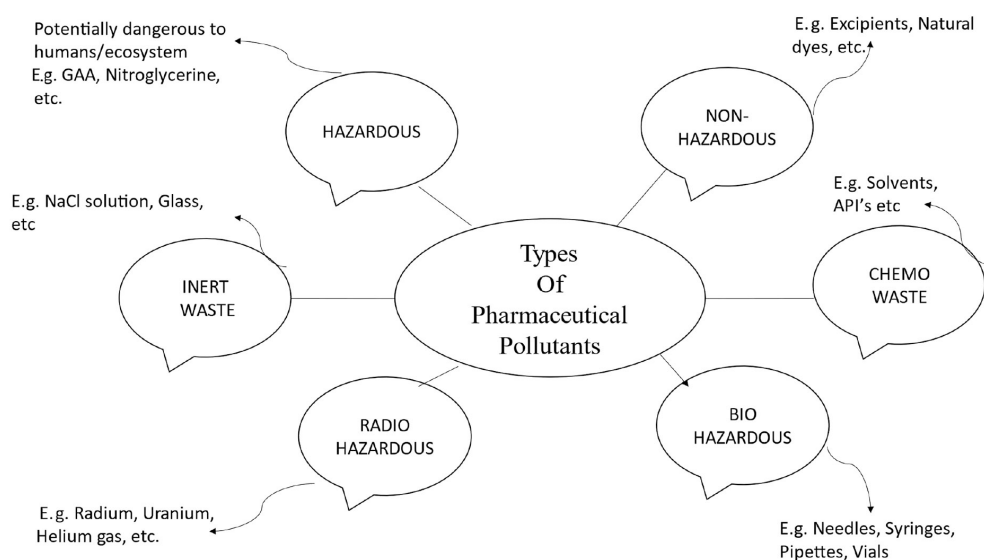 Potentially dangerous to
humans/ecosystem
E.g. GAA, Nitroglycerine,
etc.
HAZARDOUS
E.g. Excipients, Natural
dyes, etc.
NON-
HAZARDOUS
E.g. NaCl solution, Glass,
etc
INERT
WASTE
Types
Of
Pharmaceutical
Pollutants
E.g. Solvents,
API's etc
CHEMO
WASTE
RADIO
HAZARDOUS
E.g. Radium, Uranium,
Helium gas, etc.
BIO
HAZARDOUS
E.g. Needles, Syringes,
Pipettes, Vials